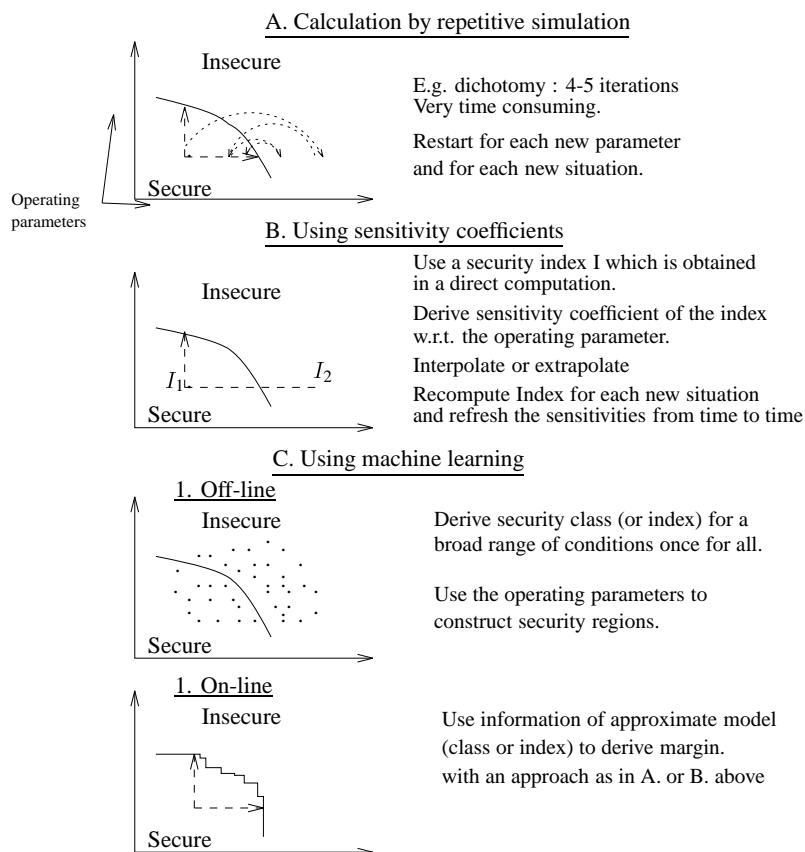 A. Calculation by repetitive simulation
Insecure
E.g. dichotomy : 4-5 iterations
Very time consuming.
Restart for each new parameter
and for each new situation.
Secure
Operating
parameters
B. Using sensitivity coefficients
Insecure
Use a security index I which is obtained
in a direct computation.
Derive sensitivity coefficient of the index
w.r.t. the operating parameter.
Interpolate or extrapolate
I1
I2
Recompute Index for each new situation
and refresh the sensitivities from time to time
Secure
C. Using machine learning
1. Off-line
Insecure
Derive security class (or index) for a
broad range of conditions once for all.
Use the operating parameters to
construct security regions.
Secure
1. On-line
Insecure
Use information of approximate model
(class or index) to derive margin.
with an approach as in A. or B. above
Secure